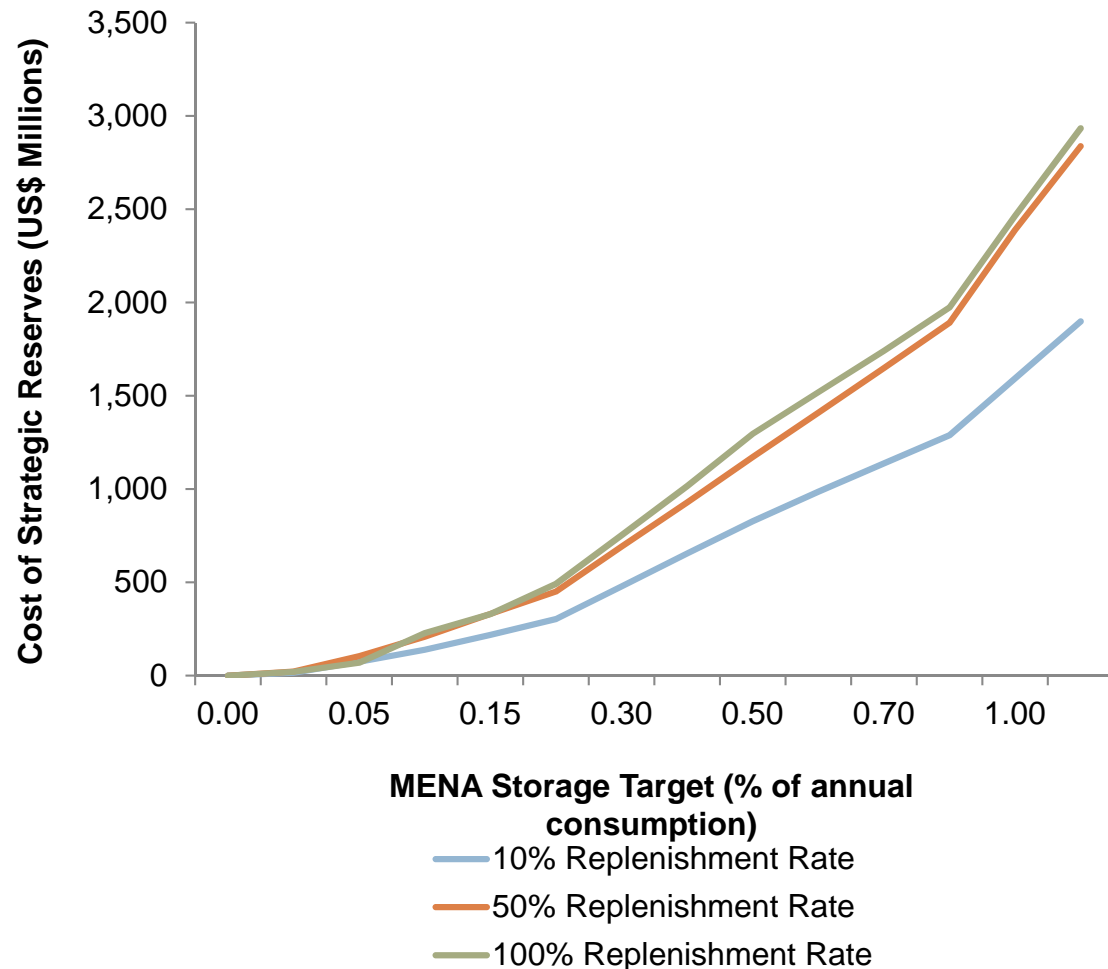 Cost of Strategic Reserves (US$ Millions)
3,500
3,000
2,500
2,000
1,500
1,000
500
0
0.00 0.05 0.15 0.30 0.50 0.70 1.00
MENA Storage Target (% of annual
consumption)
10% Replenishment Rate
50% Replenishment Rate
100% Replenishment Rate